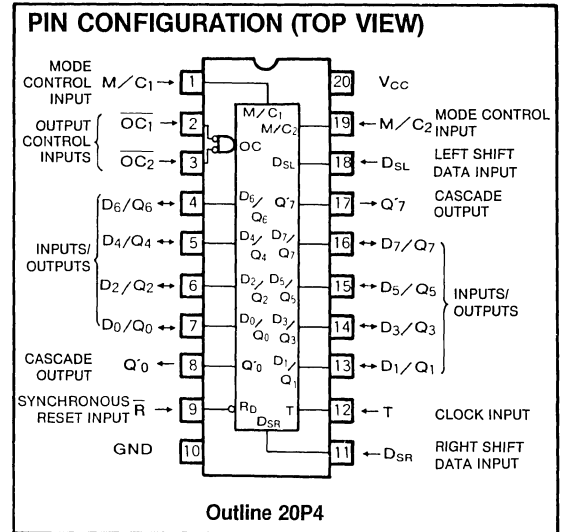 PIN CONFIGURATION (TOP VIEW)
MODE
CONTROL
INPUT
M/C1
1
20
VCC
OUTPUT
CONTROL
INPUTS
OC1
2
M/C1
M/C2
19
M/C2
MODE CONTROL
INPUT
OC2
3
OC
DSL
18
DSL
LEFT SHIFT
DATA INPUT
D6/Q6
4
D6/
Q6
Q'7
17
Q'7
CASCADE
OUTPUT
INPUTS/
OUTPUTS
D4/Q4
5
D4/
Q4
D7/
Q7
16
D7/Q7
D2/Q2
6
D2/
Q2
D5/
Q5
15
D5/Q5
INPUTS/
OUTPUTS
D0/Q0
7
D0/
Q0
D3/
Q3
14
D3/Q3
CASCADE
OUTPUT
Q'0
8
Q'0
D1/
Q1
13
D1/Q1
SYNCHRONOUS
RESET INPUT
R
9
RD
T
12
T
CLOCK INPUT
GND
10
DSR
11
DSR
RIGHT SHIFT
DATA INPUT
Outline 20P4